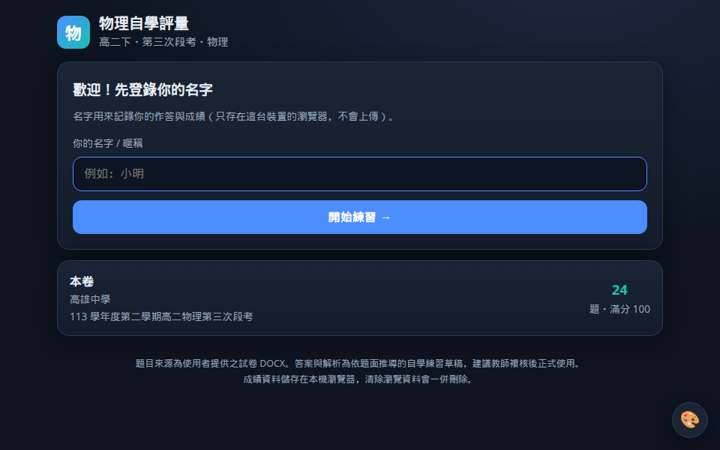 物
物理自學評量
高二下・第三次段考・物理
歡迎！先登錄你的名字
名字用來記錄你的作答與成績（只存在這台裝置的瀏覽器，不會上傳）。
你的名字 / 暱稱
例如：小明
開始練習 →
本卷
高雄中學
113 學年度第二學期高二物理第三次段考
24
題・滿分 100
題目來源為使用者提供之試卷 DOCX。答案與解析為依題面推導的自學練習草稿，建議教師複核後正式使用。
成績資料儲存在本機瀏覽器，清除瀏覽資料會一併刪除。